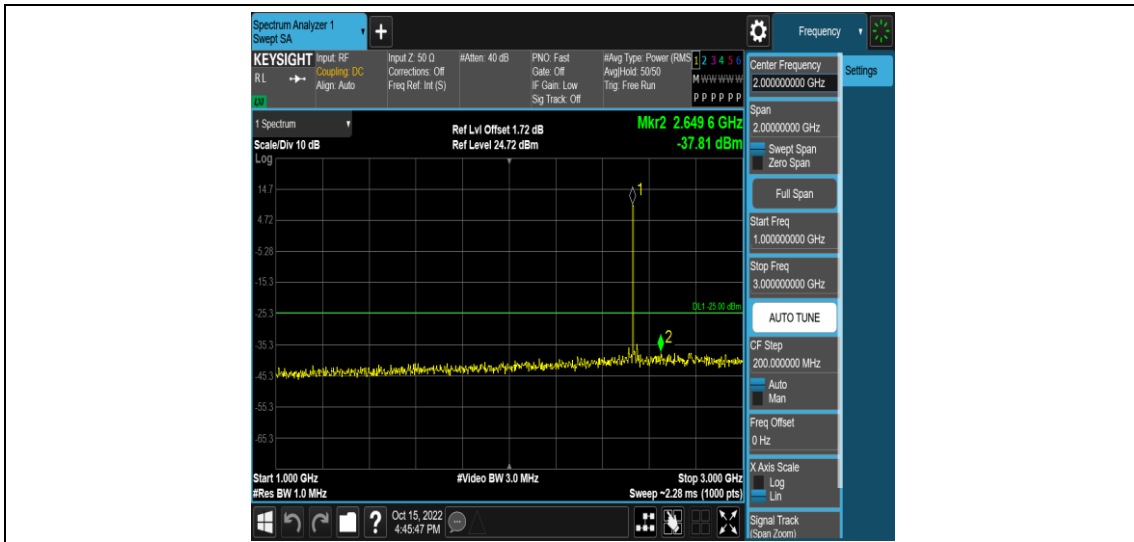 Spectrum Analyzer 1
Swept SA
+
Frequency
KEYSIGHT
RL
LXI
Input: RF
Coupling: DC
Align: Auto
Input Z: 50 Ω
Corrections: Off
Freq Ref: Int (S)
#Atten: 40 dB
PNO: Fast
Gate: Off
IF Gain: Low
Sig Track: Off
#Avg Type: Power (RMS
Avg|Hold: 50/50
Trig: Free Run
1 2 3 4 5 6
M W W W W W
P P P P P P
1 Spectrum
Scale/Div 10 dB
Log
Ref Lvl Offset 1.72 dB
Ref Level 24.72 dBm
Mkr2 2.649 6 GHz
-37.81 dBm
14.7
4.72
-5.28
-15.3
-25.3
-35.3
-45.3
-55.3
-65.3
1
DL1 -25.00 dBm
2
Start 1.000 GHz
#Res BW 1.0 MHz
#Video BW 3.0 MHz
Stop 3.000 GHz
Sweep ~2.28 ms (1000 pts)
Center Frequency
2.000000000 GHz
Settings
Span
2.00000000 GHz
Swept Span
Zero Span
Full Span
Start Freq
1.000000000 GHz
Stop Freq
3.000000000 GHz
AUTO TUNE
CF Step
200.000000 MHz
Auto
Man
Freq Offset
0 Hz
X Axis Scale
Log
Lin
Signal Track
(Span Zoom)
?
Oct 15, 2022
4:45:47 PM